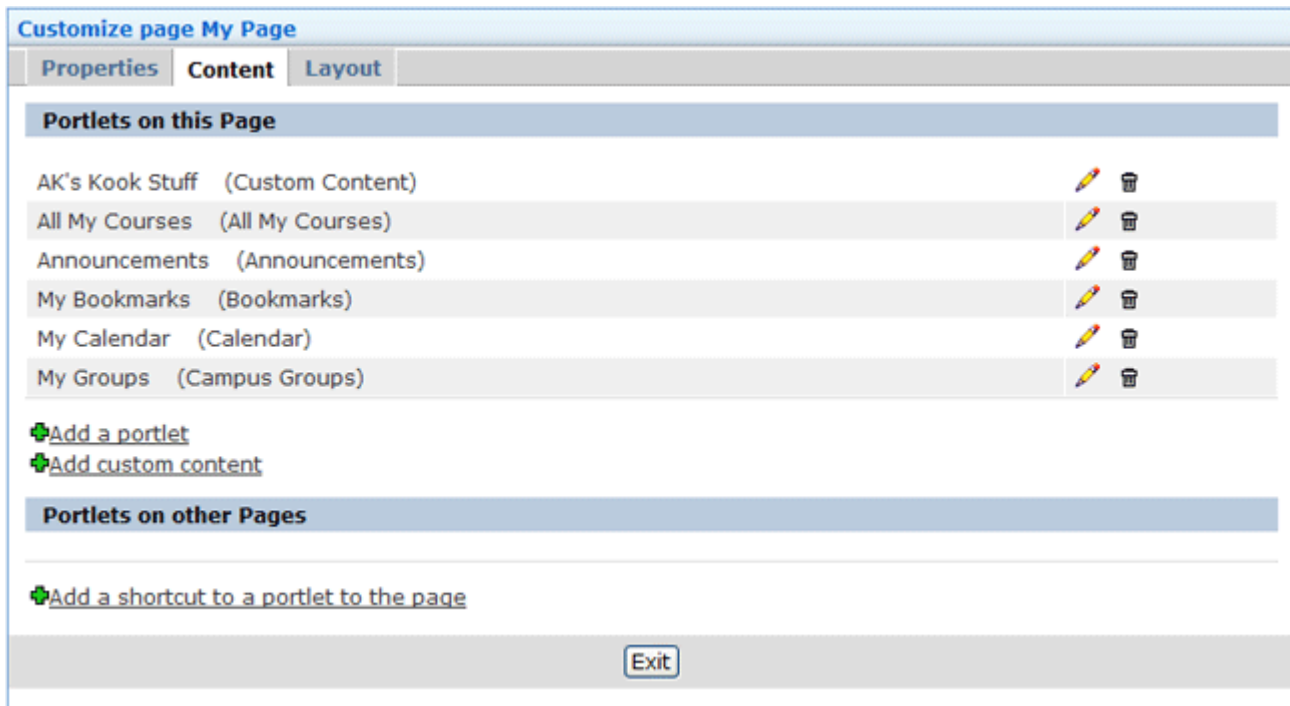 Customize page My Page
Properties Content Layout
Portlets on this Page
AK's Kook Stuff (Custom Content)
All My Courses (All My Courses)
Announcements (Announcements)
My Bookmarks (Bookmarks)
My Calendar (Calendar)
My Groups (Campus Groups)
Add a portlet
Add custom content
Portlets on other Pages
Add a shortcut to a portlet to the page
Exit